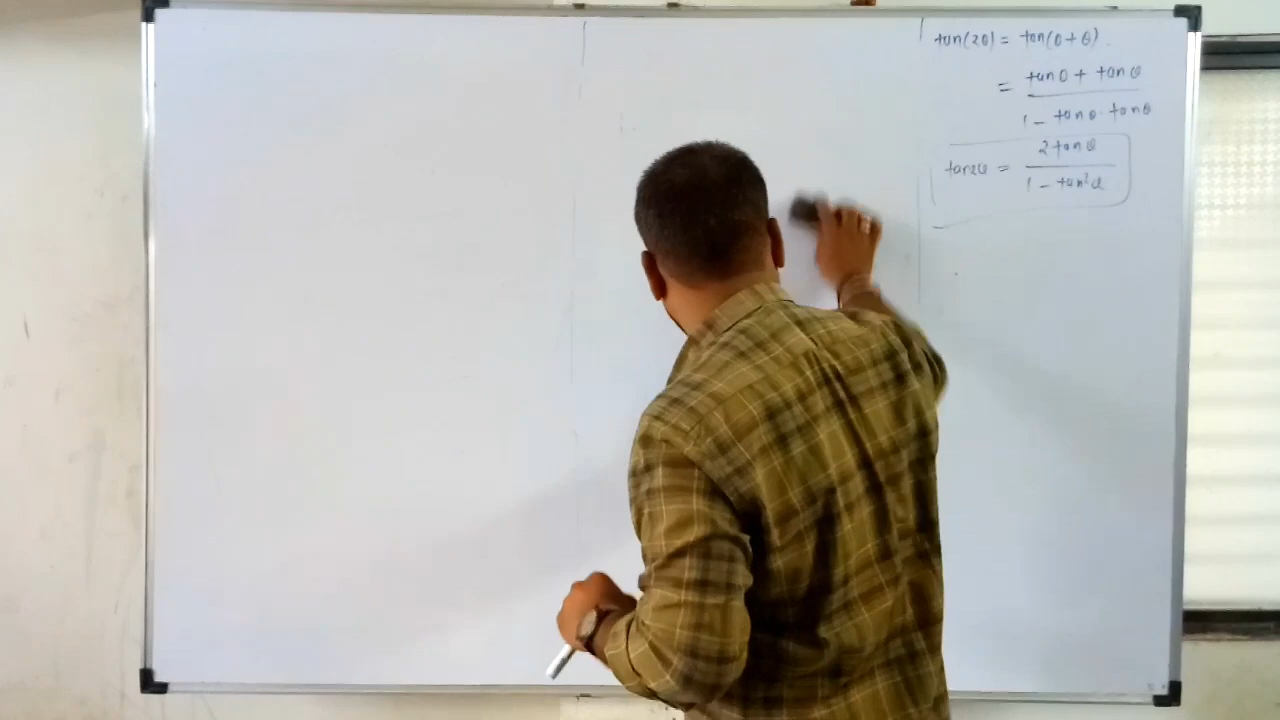 tan(2θ) = tan(θ+θ).
= tanθ + tanθ / 1 - tanθ·tanθ
tan2θ = 2tanθ / 1 - tan²θ